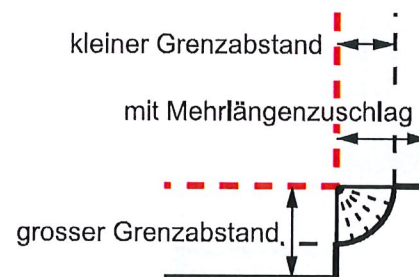 kleiner Grenzabstand
mit Mehrlängenzuschlag
grosser Grenzabstand